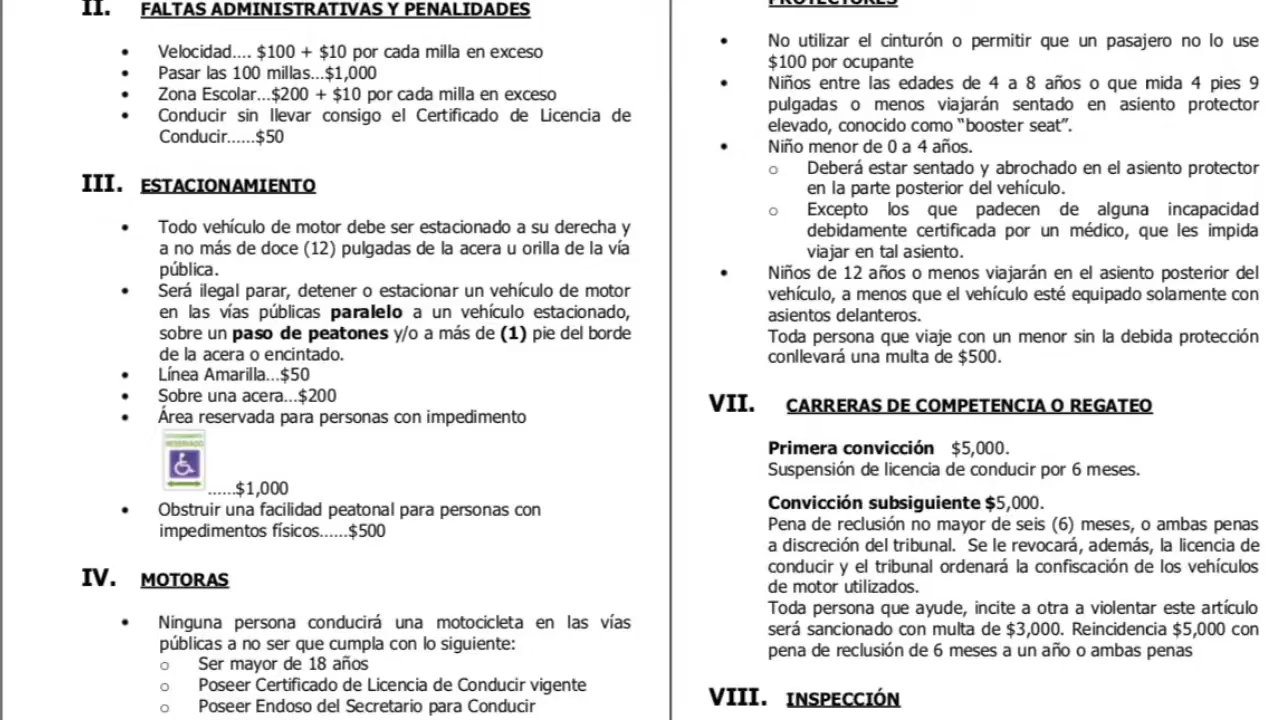 II. FALTAS ADMINISTRATIVAS Y PENALIDADES
• Velocidad.... $100 + $10 por cada milla en exceso
• Pasar las 100 millas...$1,000
• Zona Escolar...$200 + $10 por cada milla en exceso
• Conducir sin llevar consigo el Certificado de Licencia de
Conducir......$50
III. ESTACIONAMIENTO
• Todo vehículo de motor debe ser estacionado a su derecha y
a no más de doce (12) pulgadas de la acera u orilla de la vía
pública.
• Será ilegal parar, detener o estacionar un vehículo de motor
en las vías públicas paralelo a un vehículo estacionado,
sobre un paso de peatones y/o a más de (1) pie del borde
de la acera o encintado.
• Línea Amarilla...$50
• Sobre una acera...$200
• Área reservada para personas con impedimento
RESERVADO
......$1,000
• Obstruir una facilidad peatonal para personas con
impedimentos físicos......$500
IV. MOTORAS
• Ninguna persona conducirá una motocicleta en las vías
públicas a no ser que cumpla con lo siguiente:
o Ser mayor de 18 años
o Poseer Certificado de Licencia de Conducir vigente
o Poseer Endoso del Secretario para Conducir
PROTECTORES
• No utilizar el cinturón o permitir que un pasajero no lo use
$100 por ocupante
• Niños entre las edades de 4 a 8 años o que mida 4 pies 9
pulgadas o menos viajarán sentado en asiento protector
elevado, conocido como “booster seat”.
• Niño menor de 0 a 4 años.
o Deberá estar sentado y abrochado en el asiento protector
en la parte posterior del vehículo.
o Excepto los que padecen de alguna incapacidad
debidamente certificada por un médico, que les impida
viajar en tal asiento.
• Niños de 12 años o menos viajarán en el asiento posterior del
vehículo, a menos que el vehículo esté equipado solamente con
asientos delanteros.
Toda persona que viaje con un menor sin la debida protección
conllevará una multa de $500.
VII. CARRERAS DE COMPETENCIA O REGATEO
Primera convicción $5,000.
Suspensión de licencia de conducir por 6 meses.
Convicción subsiguiente $5,000.
Pena de reclusión no mayor de seis (6) meses, o ambas penas
a discreción del tribunal. Se le revocará, además, la licencia de
conducir y el tribunal ordenará la confiscación de los vehículos
de motor utilizados.
Toda persona que ayude, incite a otra a violentar este artículo
será sancionado con multa de $3,000. Reincidencia $5,000 con
pena de reclusión de 6 meses a un año o ambas penas
VIII. INSPECCIÓN